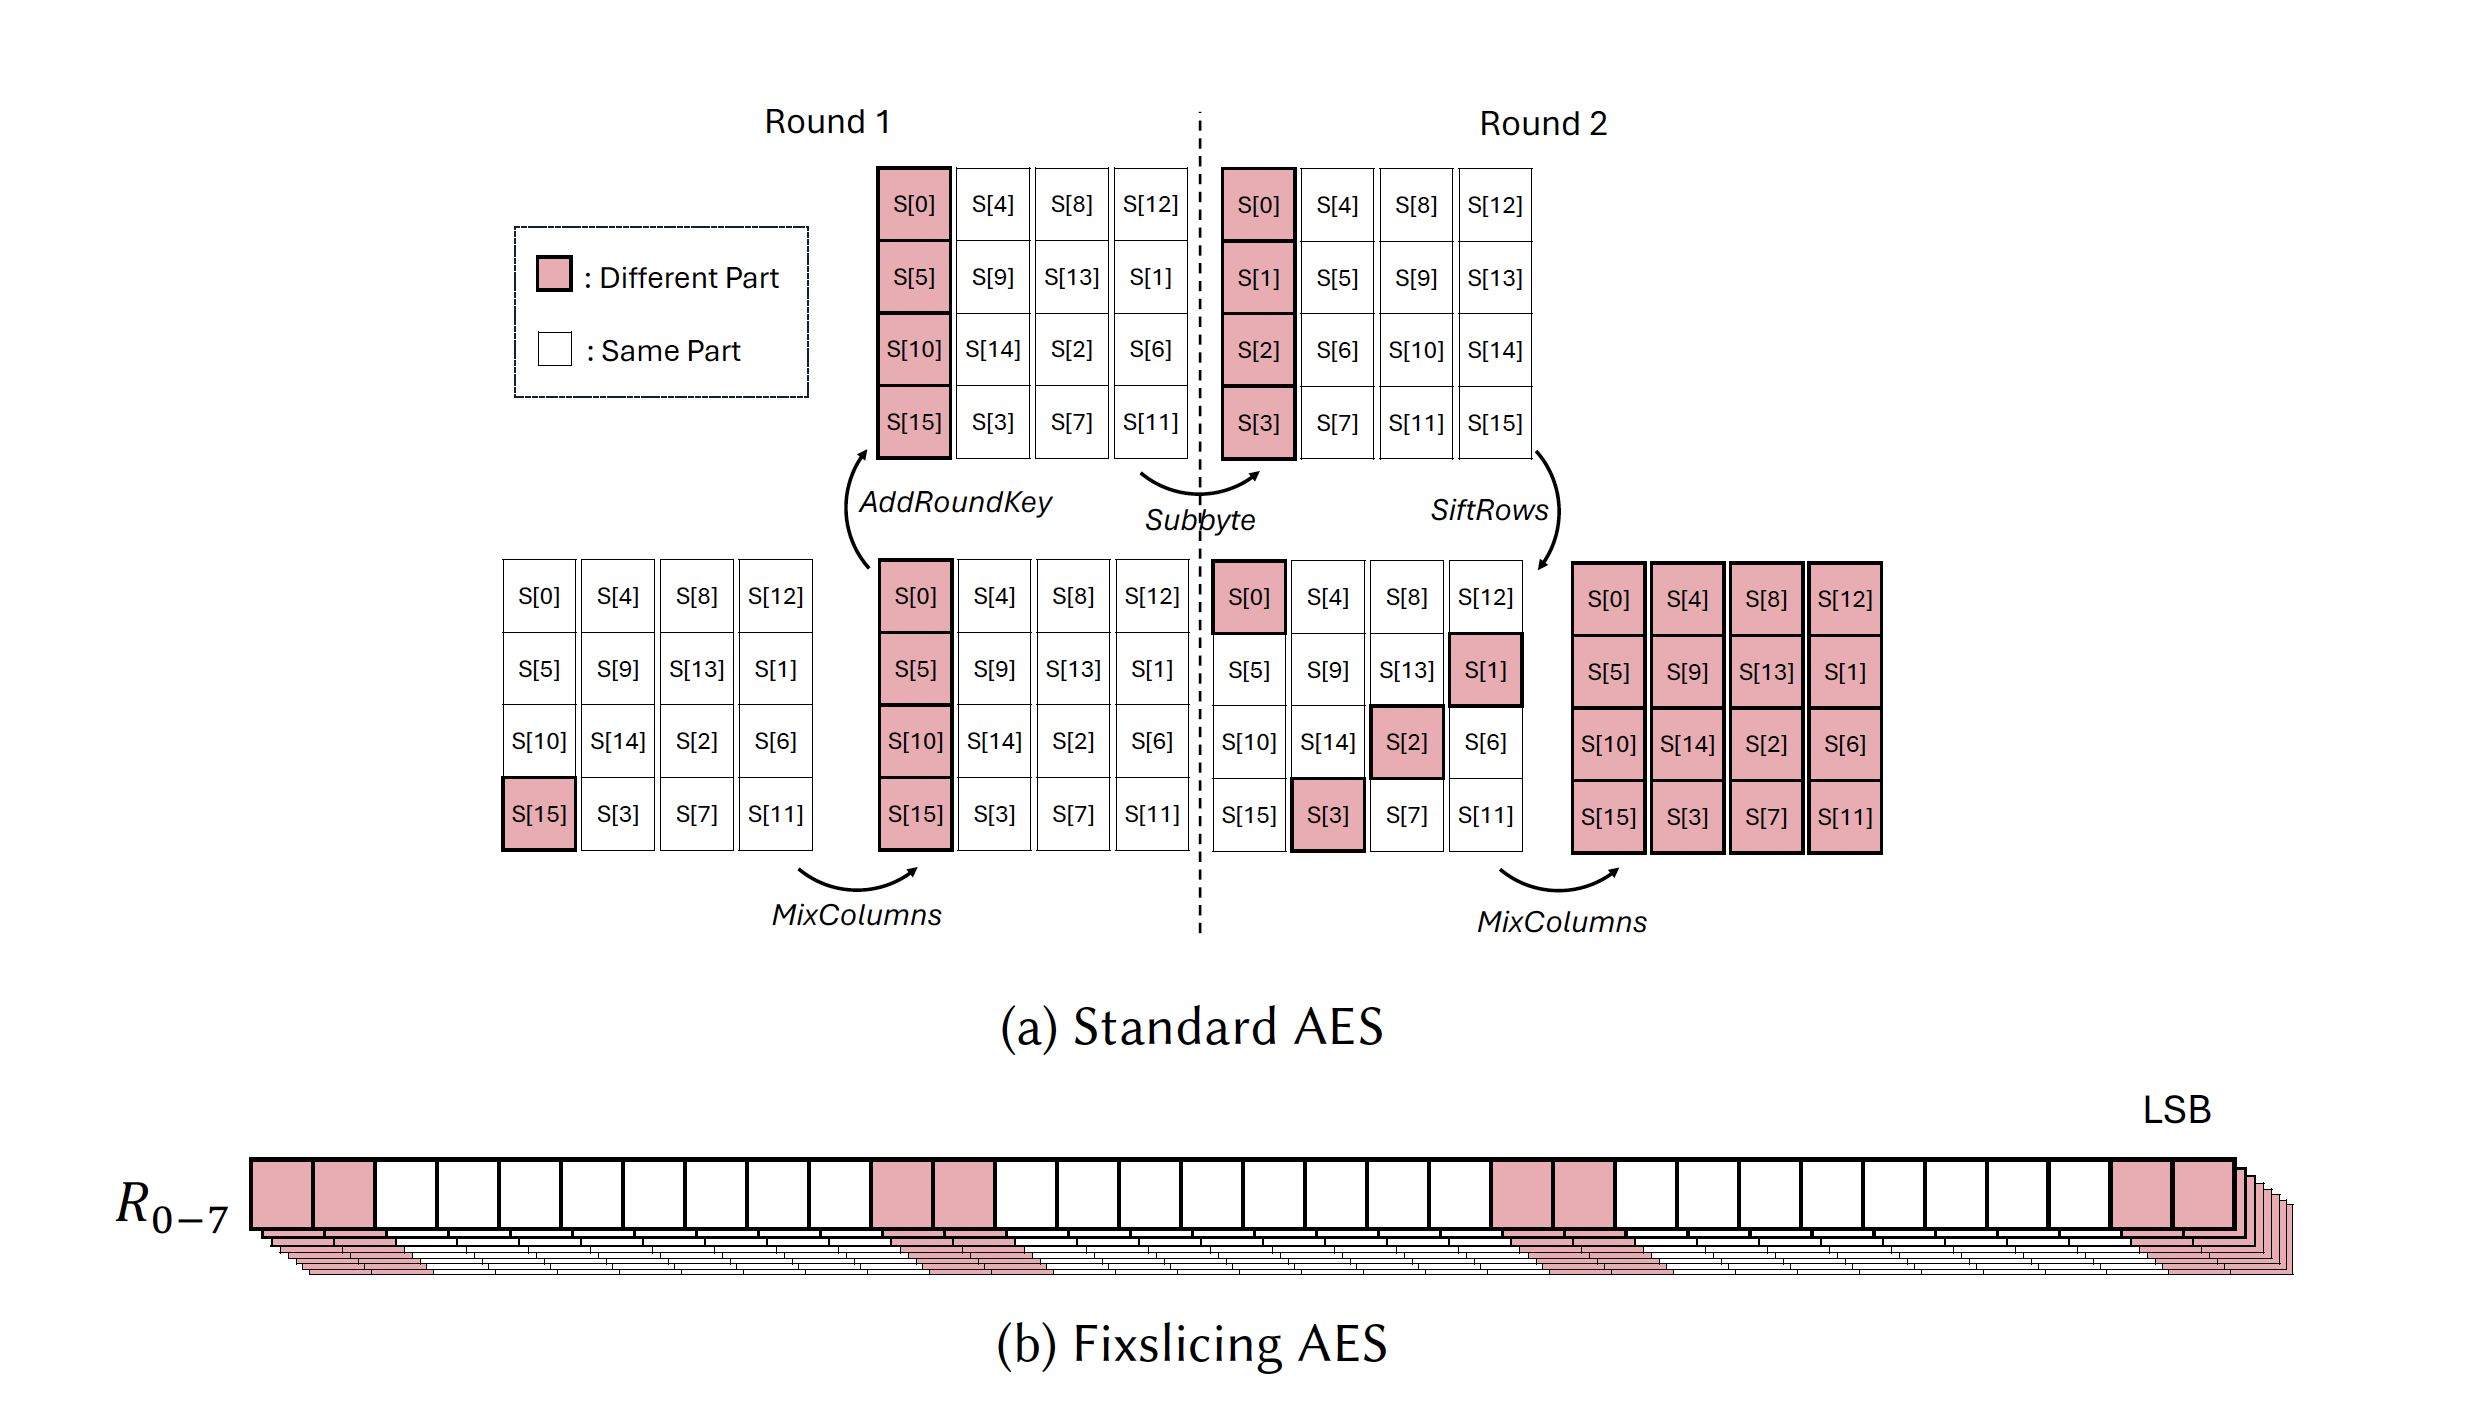 Round 1
Round 2
: Different Part
: Same Part
S[0] S[4] S[8] S[12]
S[5] S[9] S[13] S[1]
S[10] S[14] S[2] S[6]
S[15] S[3] S[7] S[11]
S[0] S[4] S[8] S[12]
S[1] S[5] S[9] S[13]
S[2] S[6] S[10] S[14]
S[3] S[7] S[11] S[15]
AddRoundKey
Subbyte
SiftRows
S[0] S[4] S[8] S[12]
S[5] S[9] S[13] S[1]
S[10] S[14] S[2] S[6]
S[15] S[3] S[7] S[11]
S[0] S[4] S[8] S[12]
S[5] S[9] S[13] S[1]
S[10] S[14] S[2] S[6]
S[15] S[3] S[7] S[11]
S[0] S[4] S[8] S[12]
S[5] S[9] S[13] S[1]
S[10] S[14] S[2] S[6]
S[15] S[3] S[7] S[11]
S[0] S[4] S[8] S[12]
S[5] S[9] S[13] S[1]
S[10] S[14] S[2] S[6]
S[15] S[3] S[7] S[11]
MixColumns
MixColumns
(a) Standard AES
LSB
R0−7
(b) Fixslicing AES